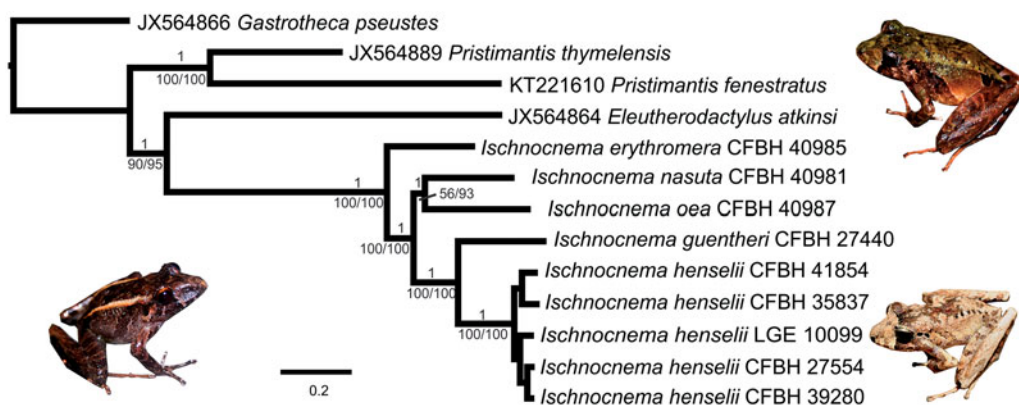 JX564866 Gastrotheca pseustes
1
JX564889 Pristimantis thymelensis
100/100
KT221610 Pristimantis fenestratus
JX564864 Eleutherodactylus atkinsi
1
90/95
Ischnocnema erythromera CFBH 40985
1
100/100
Ischnocnema nasuta CFBH 40981
1
56/93
Ischnocnema oea CFBH 40987
1
100/100
Ischnocnema guentheri CFBH 27440
1
100/100
Ischnocnema henselii CFBH 41854
Ischnocnema henselii CFBH 35837
1
100/100
Ischnocnema henselii LGE 10099
Ischnocnema henselii CFBH 27554
Ischnocnema henselii CFBH 39280
0.2